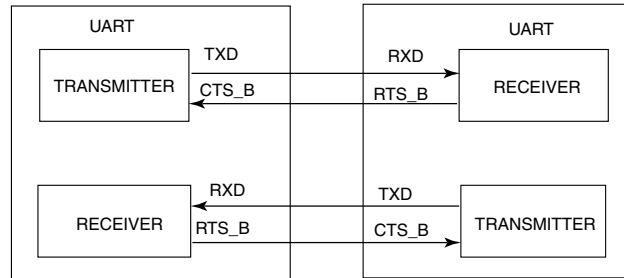 UART
UART
TXD
RXD
TRANSMITTER
CTS_B
RTS_B
RECEIVER
RXD
TXD
RECEIVER
RTS_B
CTS_B
TRANSMITTER